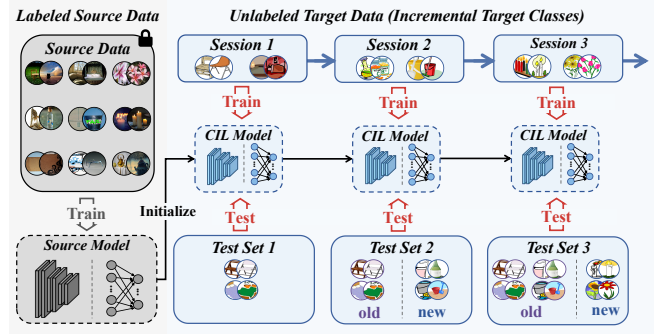 Labeled Source Data
Unlabeled Target Data (Incremental Target Classes)
Source Data
Session 1
Session 2
Session 3
Train
Train
Train
CIL Model
CIL Model
CIL Model
Train
Initialize
Test
Test
Test
Source Model
Test Set 1
Test Set 2
Test Set 3
old
new
old
new